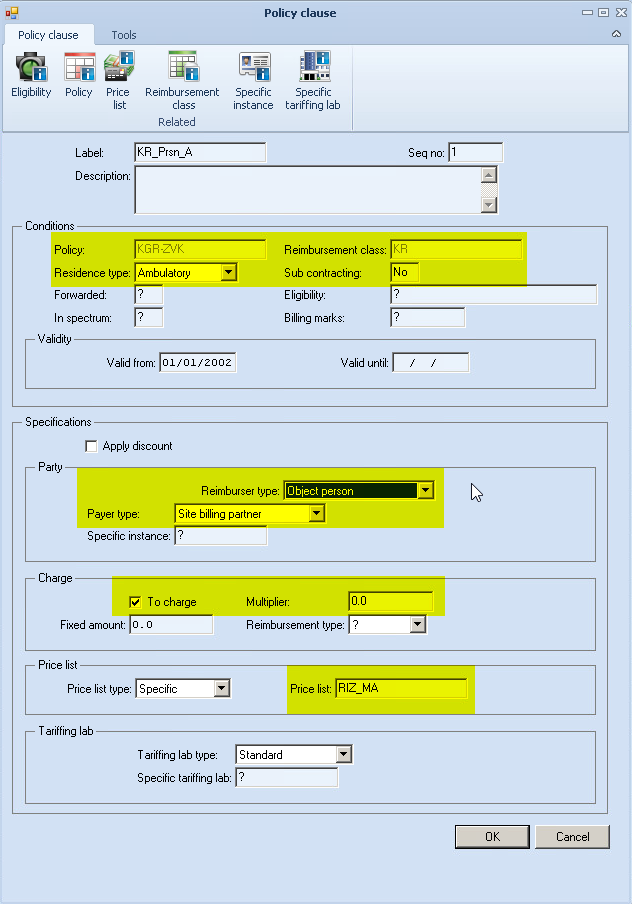 Policy clause
Policy clause Tools
Eligibility Policy Price list Reimbursement class Specific instance Specific tariffing lab
Related
Label: KR_Prsn_A Seq no: 1
Description:
Conditions
Policy: KGR-ZVK Reimbursement class: KR
Residence type: Ambulatory Sub contracting: No
Forwarded: ? Eligibility: ?
In spectrum: ? Billing marks: ?
Validity
Valid from: 01/01/2002 Valid until: / /
Specifications
Apply discount
Party
Reimburser type: Object person
Payer type: Site billing partner
Specific instance: ?
Charge
To charge Multiplier: 0.0
Fixed amount: 0.0 Reimbursement type: ?
Price list
Price list type: Specific Price list: RIZ_MA
Tariffing lab
Tariffing lab type: Standard
Specific tariffing lab: ?
OK Cancel